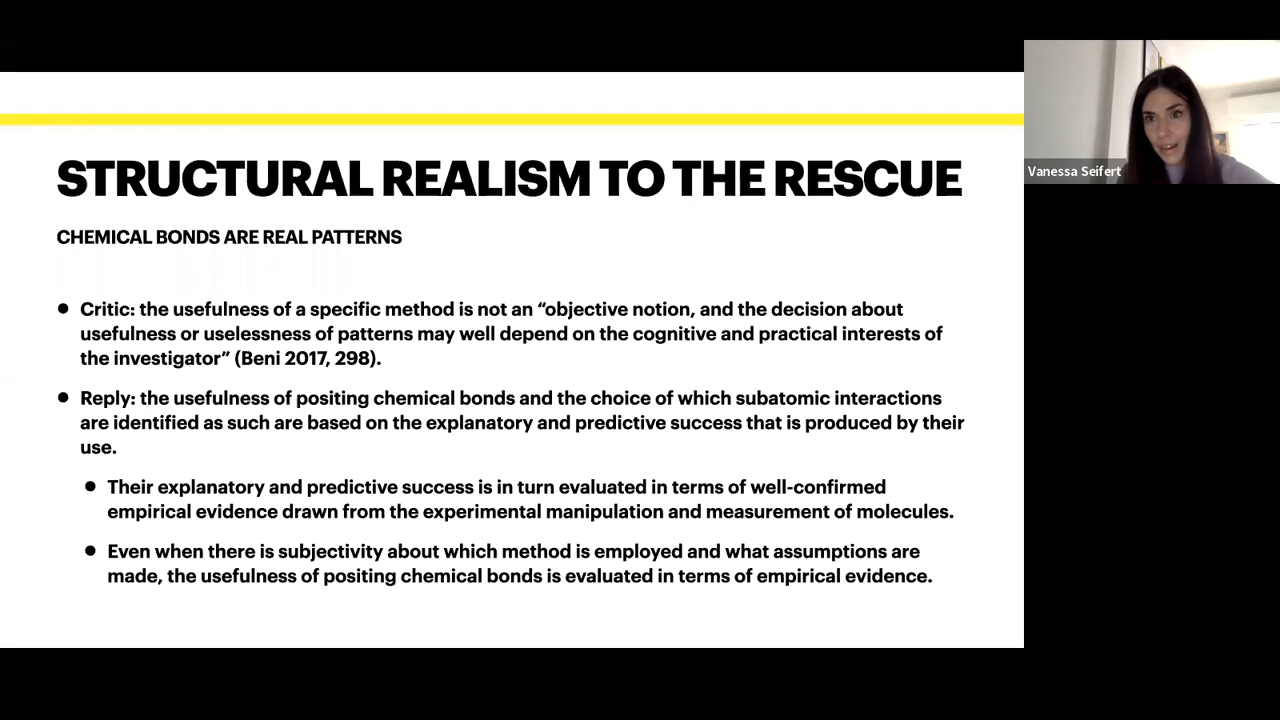 STRUCTURAL REALISM TO THE RESCUE
CHEMICAL BONDS ARE REAL PATTERNS
• Critic: the usefulness of a specific method is not an “objective notion, and the decision about
usefulness or uselessness of patterns may well depend on the cognitive and practical interests of
the investigator” (Beni 2017, 298).
• Reply: the usefulness of positing chemical bonds and the choice of which subatomic interactions
are identified as such are based on the explanatory and predictive success that is produced by their
use.
• Their explanatory and predictive success is in turn evaluated in terms of well-confirmed
empirical evidence drawn from the experimental manipulation and measurement of molecules.
• Even when there is subjectivity about which method is employed and what assumptions are
made, the usefulness of positing chemical bonds is evaluated in terms of empirical evidence.
Vanessa Seifert